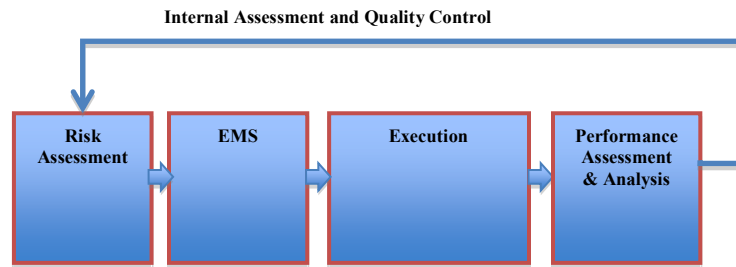 Internal Assessment and Quality Control
Risk
Assessment
EMS
Execution
Performance
Assessment
& Analysis